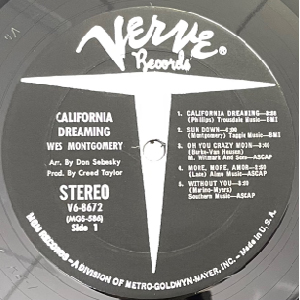 Verve
Records®
CALIFORNIA
DREAMING
WES MONTGOMERY
Arr. By Don Sebesky
Prod. By Creed Taylor
STEREO
V6-8672
(MGS-586)
Side 1
1. CALIFORNIA DREAMING—
(Phillips) Trousdale Music—BMI
2. SUN DOWN—
(Montgomery) Taggie Music—BMI
3. OH YOU CRAZY MOON—
(Burke-Van Heusen)
M. Witmark And Sons—ASCAP
4. MORE, MORE, AMOR—
(Lake) Almo Music—ASCAP
5. WITHOUT YOU—
(Marino-Myers)
Southern Music—ASCAP
MGM RECORDS—A DIVISION OF METRO-GOLDWYN-MAYER, INC.—Made in U.S.A.